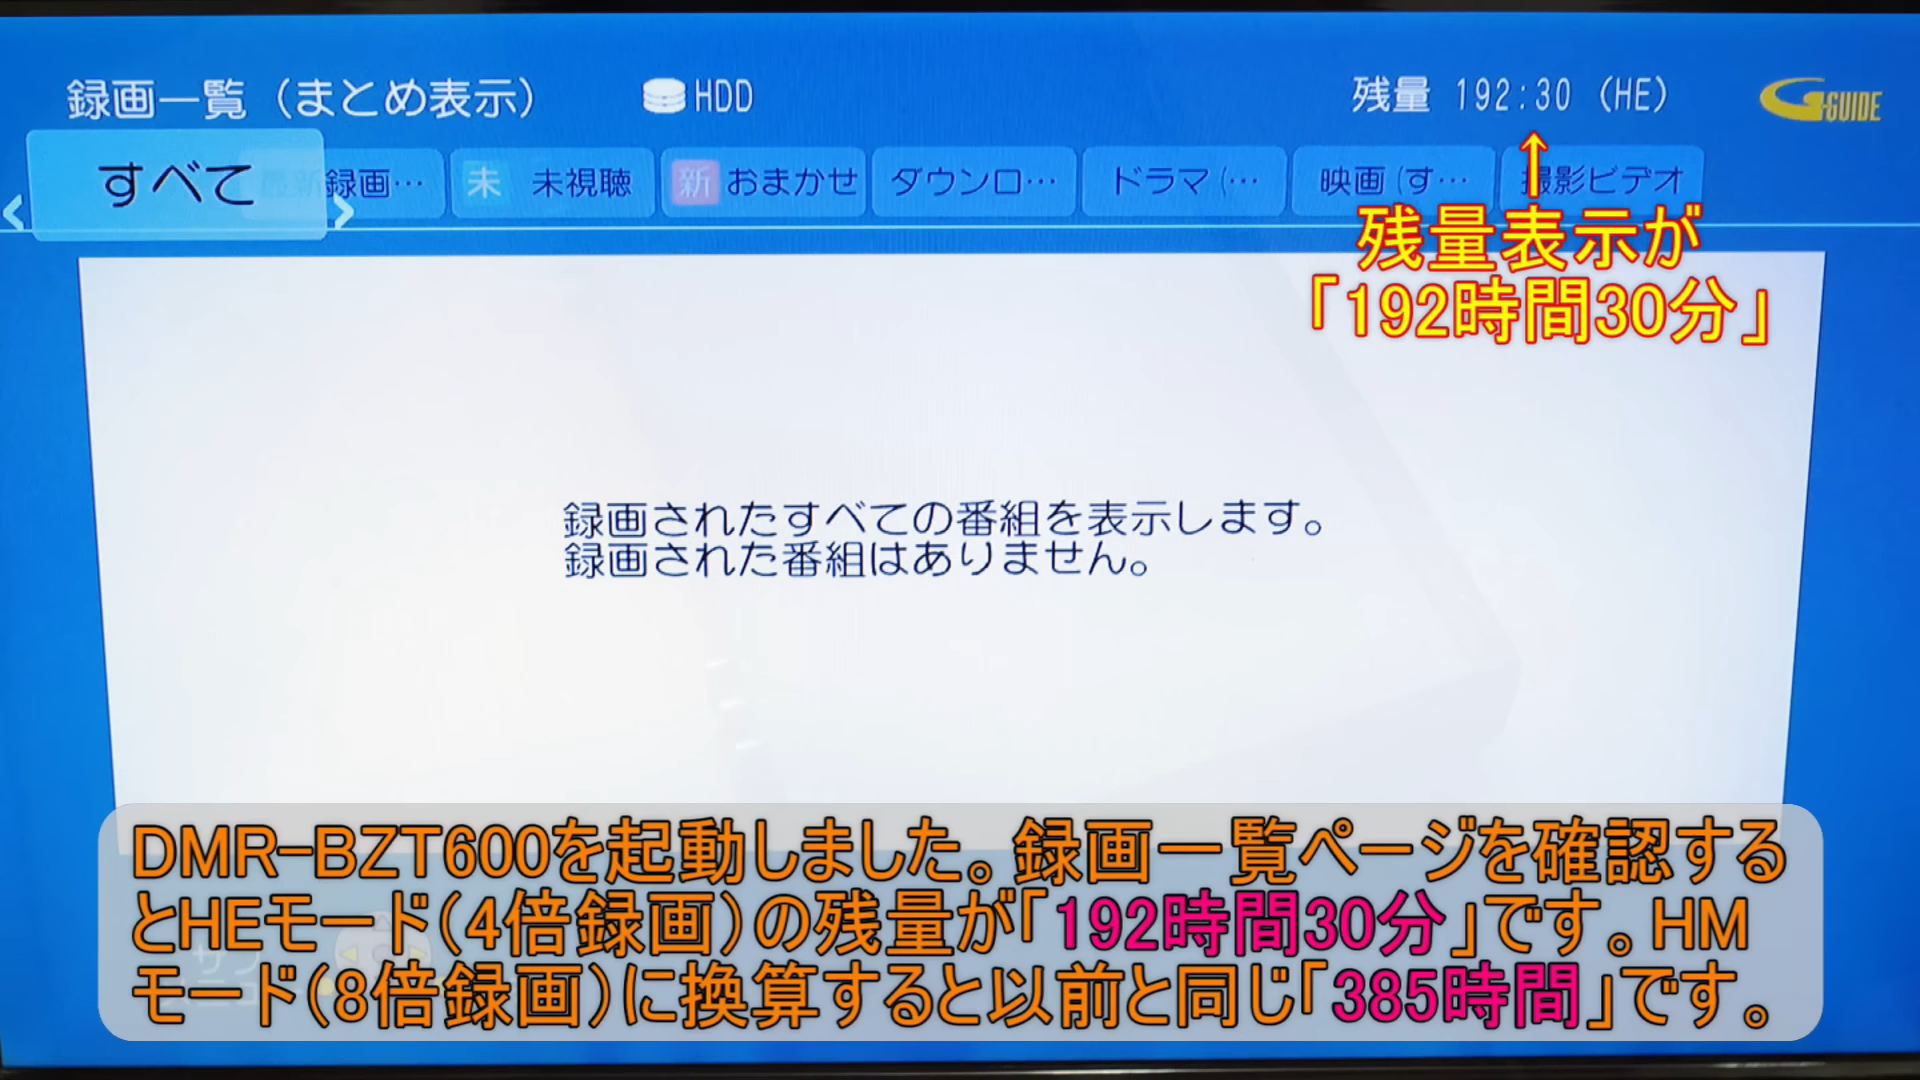 録画一覧（まとめ表示）
HDD
残量 192:30（HE）
G-GUIDE
すべて
最新録画…
未 未視聴
新 おまかせ
ダウンロ…
ドラマ（…
映画（す…
撮影ビデオ
↑
残量表示が
「192時間30分」
録画されたすべての番組を表示します。
録画された番組はありません。
DMR-BZT600を起動しました。録画一覧ページを確認する
とHEモード（4倍録画）の残量が「192時間30分」です。HM
モード（8倍録画）に換算すると以前と同じ「385時間」です。